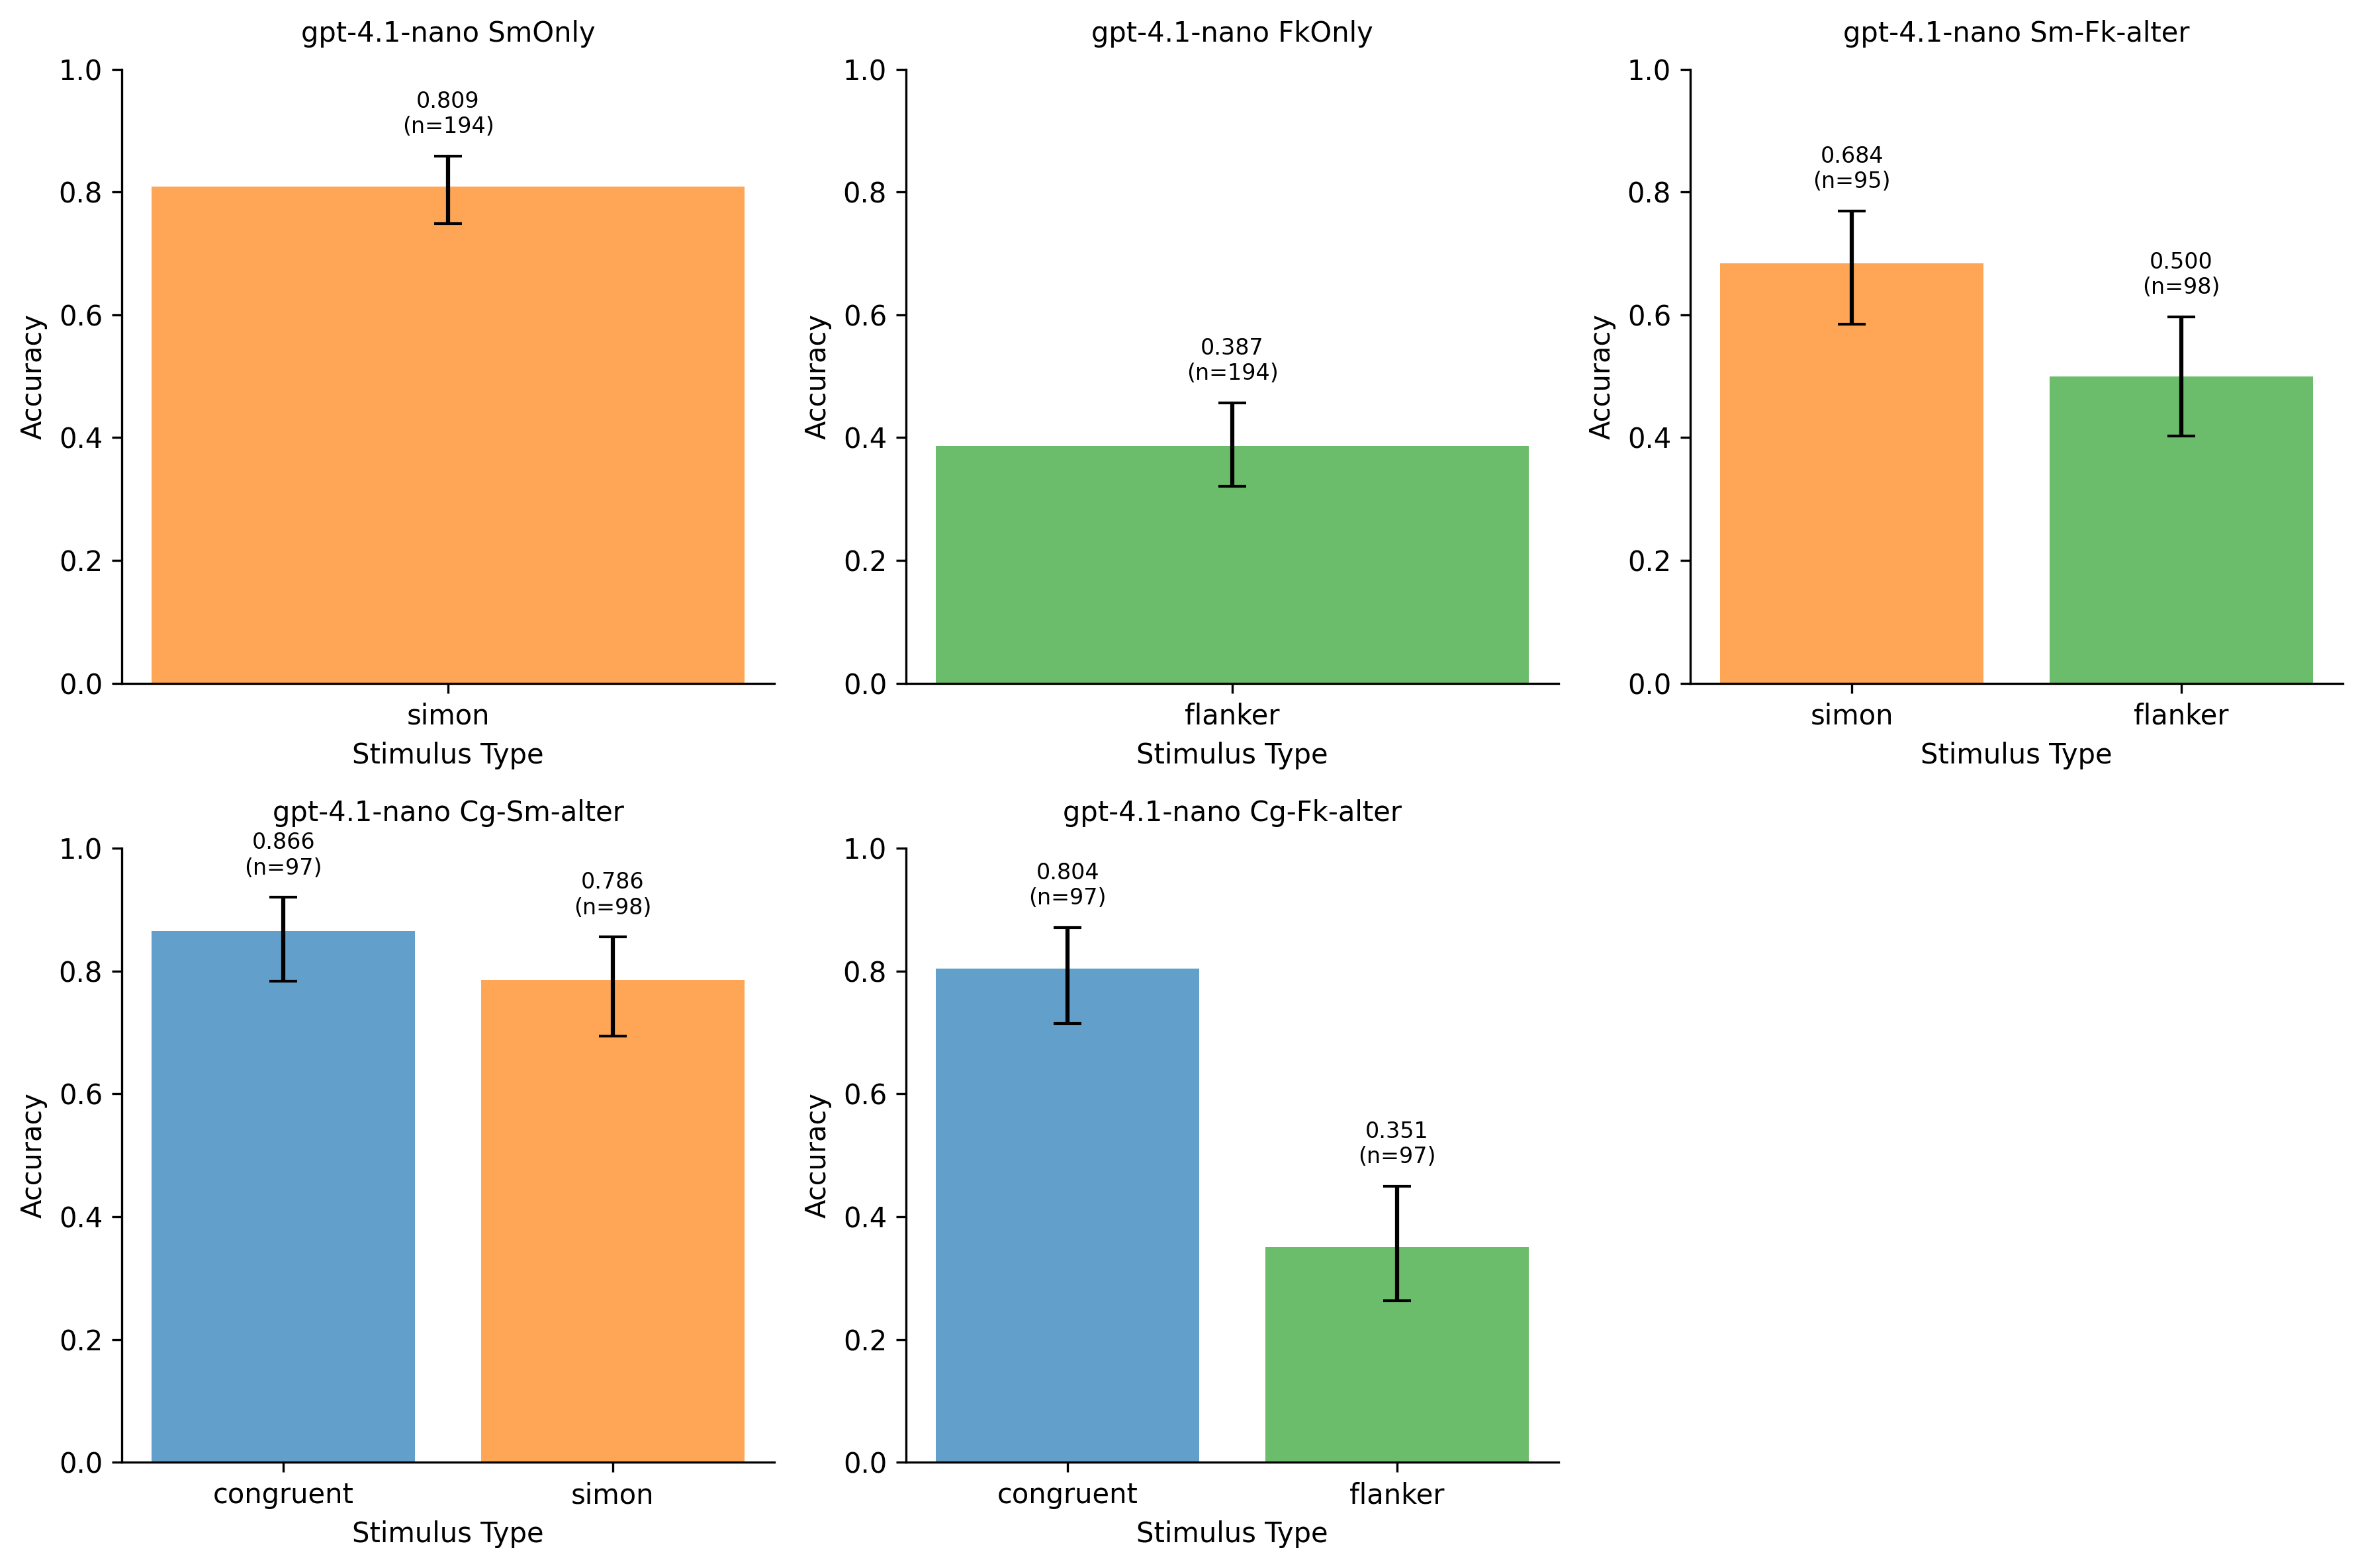 gpt-4.1-nano SmOnly
1.0
0.8
0.6
0.4
0.2
0.0
Accuracy
0.809
(n=194)
simon
Stimulus Type
gpt-4.1-nano FkOnly
1.0
0.8
0.6
0.4
0.2
0.0
Accuracy
0.387
(n=194)
flanker
Stimulus Type
gpt-4.1-nano Sm-Fk-alter
1.0
0.8
0.6
0.4
0.2
0.0
Accuracy
0.684
(n=95)
0.500
(n=98)
simon flanker
Stimulus Type
gpt-4.1-nano Cg-Sm-alter
1.0
0.8
0.6
0.4
0.2
0.0
Accuracy
0.866
(n=97)
0.786
(n=98)
congruent simon
Stimulus Type
gpt-4.1-nano Cg-Fk-alter
1.0
0.8
0.6
0.4
0.2
0.0
Accuracy
0.804
(n=97)
0.351
(n=97)
congruent flanker
Stimulus Type